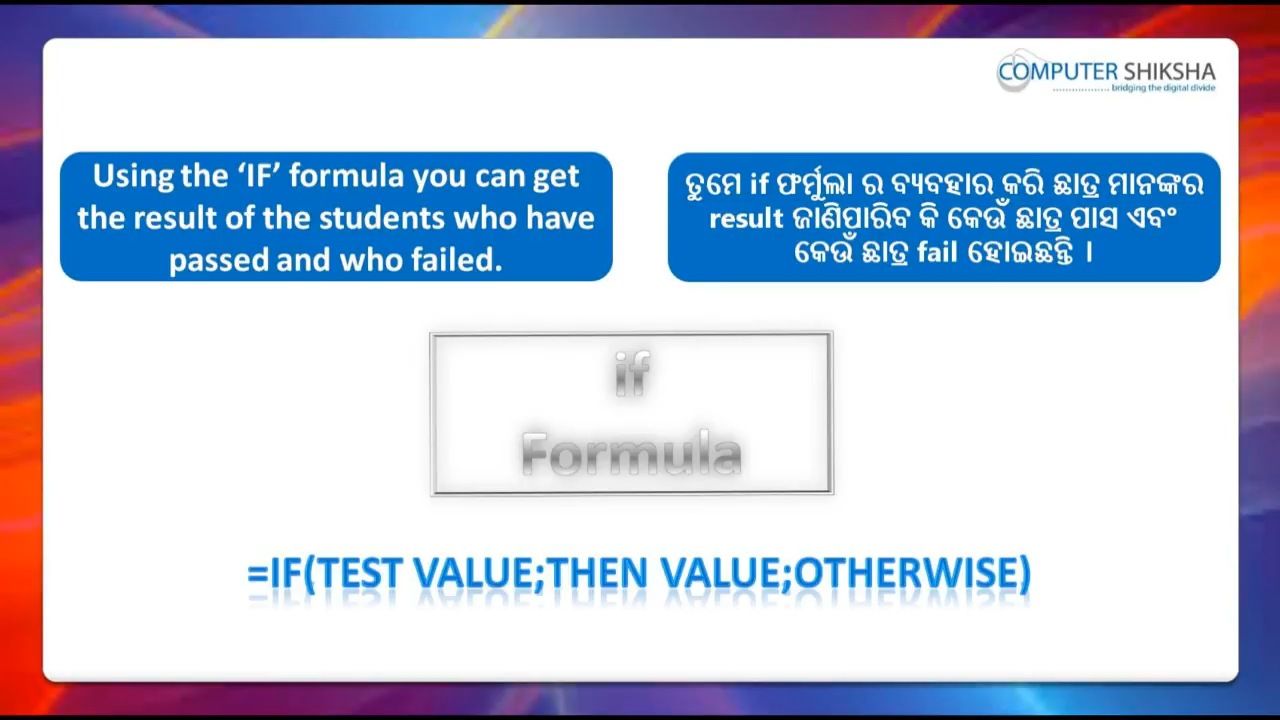 COMPUTER SHIKSHA
bridging the digital divide
Using the ‘IF’ formula you can get
the result of the students who have
passed and who failed.
ତୁମେ if ଫର୍ମୁଲା ର ବ୍ୟବହାର କରି ଛାତ୍ର ମାନଙ୍କର
result ଜାଣିପାରିବ କି କେଉଁ ଛାତ୍ର ପାସ ଏବଂ
କେଉଁ ଛାତ୍ର fail ହୋଇଛନ୍ତି ।
if
Formula
=IF(TEST VALUE;THEN VALUE;OTHERWISE)